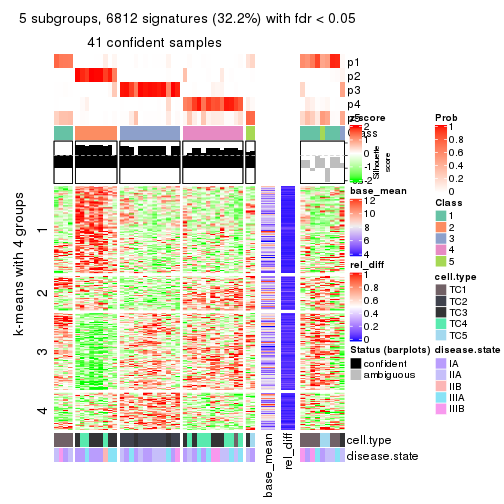 5 subgroups, 6812 signatures (32.2%) with fdr < 0.05
41 confident samples
p1
p2
p3
p4
p5
Class
z-score
2
1
0
-1
-2
1
0.5
0
Silhouette
score
base_mean
12
10
8
6
4
rel_diff
1
0.8
0.6
0.4
0.2
0
Status (barplots)
confident
ambiguous
Prob
1
0.8
0.6
0.4
0.2
0
Class
1
2
3
4
5
cell.type
TC1
TC2
TC3
TC4
TC5
disease.state
IA
IIA
IIB
IIIA
IIIB
k-means with 4 groups
1
2
3
4
cell.type
disease.state
base_mean
rel_diff